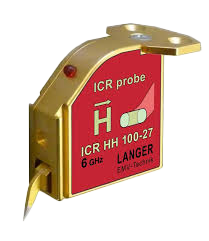 ICR probe
H
ICR HH 100-27
6 GHz LANGER
EMV-Technik